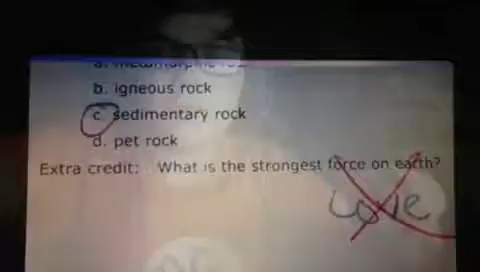 b. igneous rock
c. sedimentary rock
d. pet rock
Extra credit: What is the strongest force on earth?
Love